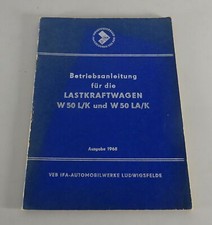 Betriebsanleitung
für die
LASTKRAFTWAGEN
W 50 L/K und W 50 LA/K
Ausgabe 1968
VEB IFA-AUTOMOBILWERKE LUDWIGSFELDE